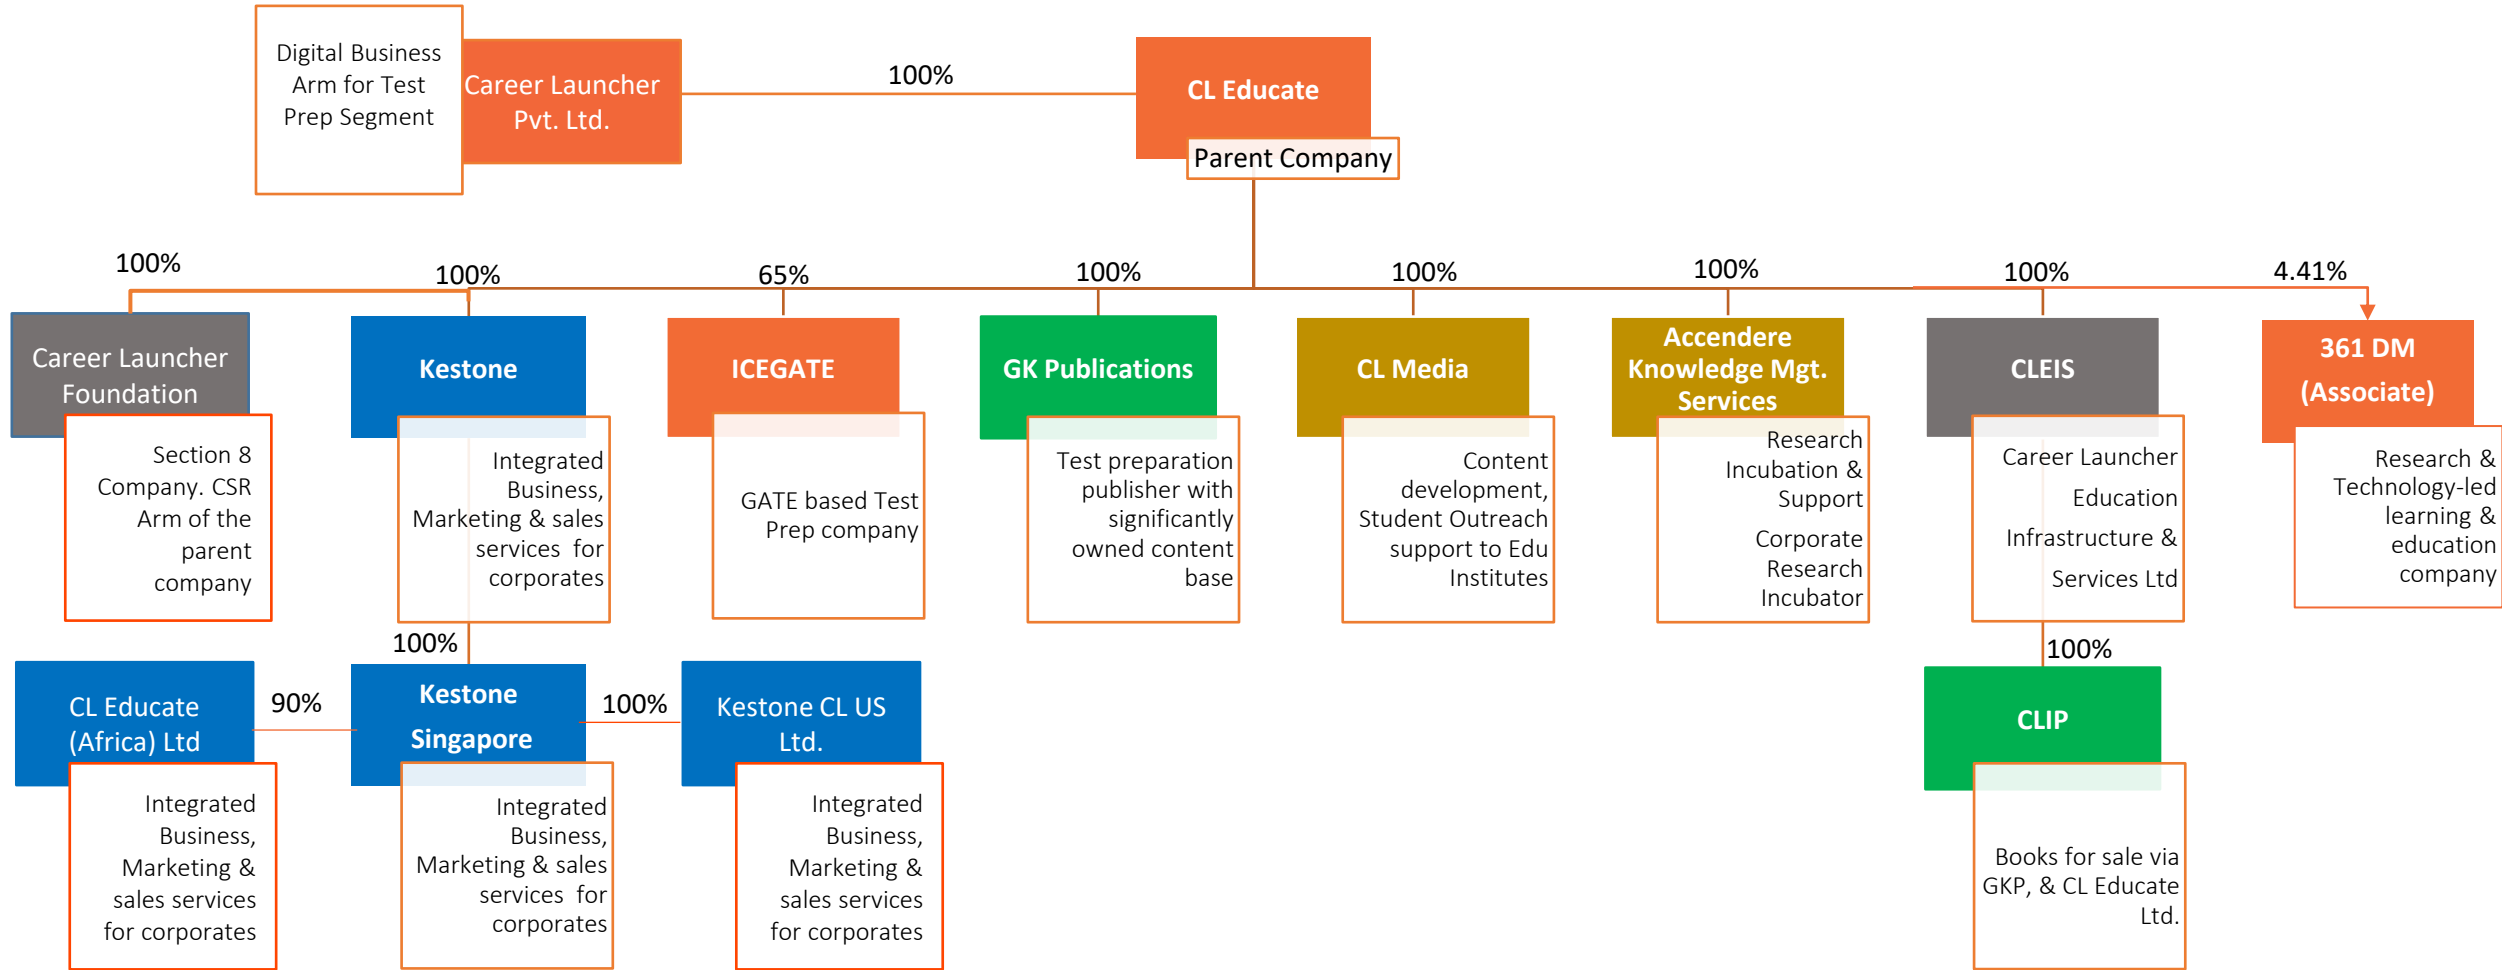 Digital Business
Arm for Test
Prep Segment
Career Launcher
Pvt. Ltd.
100%
CL Educate
Parent Company
100%
100%
65%
100%
100%
100%
100%
4.41%
Career Launcher
Foundation
Section 8
Company. CSR
Arm of the
parent
company
Kestone
Integrated
Business,
Marketing & sales
services for
corporates
ICEGATE
GATE based Test
Prep company
GK Publications
Test preparation
publisher with
significantly
owned content
base
CL Media
Content
development,
Student Outreach
support to Edu
Institutes
Accendere
Knowledge Mgt.
Services
Research
Incubation &
Support
Corporate
Research
Incubator
CLEIS
Career Launcher
Education
Infrastructure &
Services Ltd
361 DM
(Associate)
Research &
Technology-led
learning &
education
company
100%
100%
CL Educate
(Africa) Ltd
90%
Kestone
Singapore
100%
Kestone CL US
Ltd.
CLIP
Integrated
Business,
Marketing &
sales services
for corporates
Integrated
Business,
Marketing & sales
services for
corporates
Integrated
Business,
Marketing &
sales services
for corporates
Books for sale via
GKP, & CL Educate
Ltd.